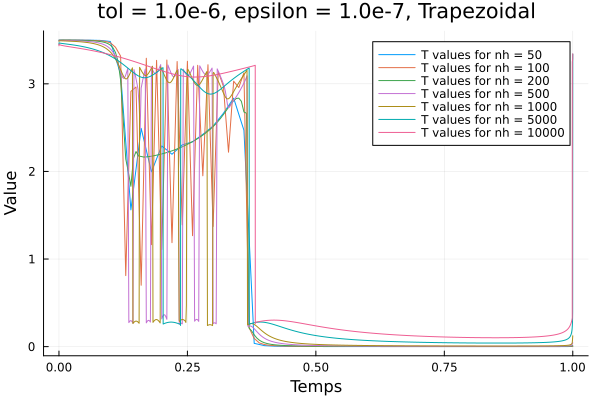 tol = 1.0e-6, epsilon = 1.0e-7, Trapezoidal
T values for nh = 50
T values for nh = 100
T values for nh = 200
T values for nh = 500
T values for nh = 1000
T values for nh = 5000
T values for nh = 10000
3
2
1
0
Value
0.00 0.25 0.50 0.75 1.00
Temps